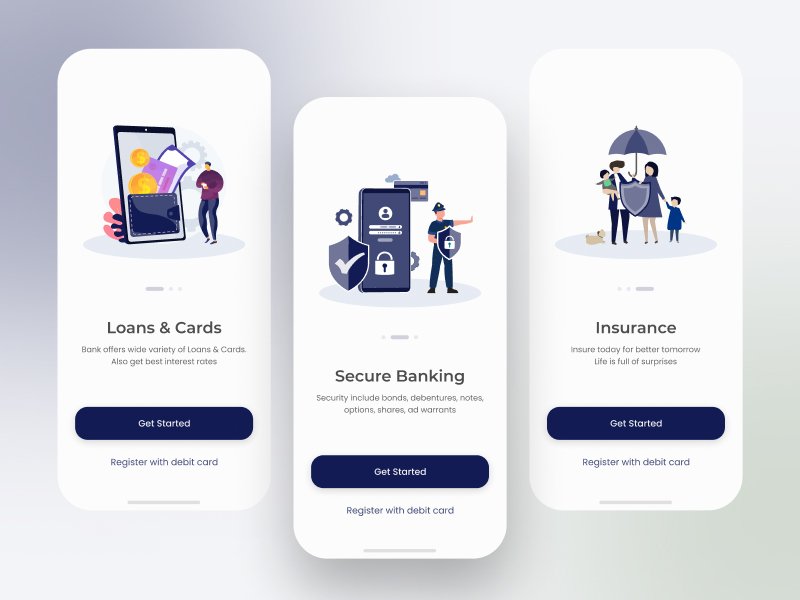 Loans & Cards
Bank offers wide variety of Loans & Cards.
Also get best interest rates
Get Started
Register with debit card
Secure Banking
Security include bonds, debentures, notes,
options, shares, ad warrants
Get Started
Register with debit card
Insurance
Insure today for better tomorrow
Life is full of surprises
Get Started
Register with debit card